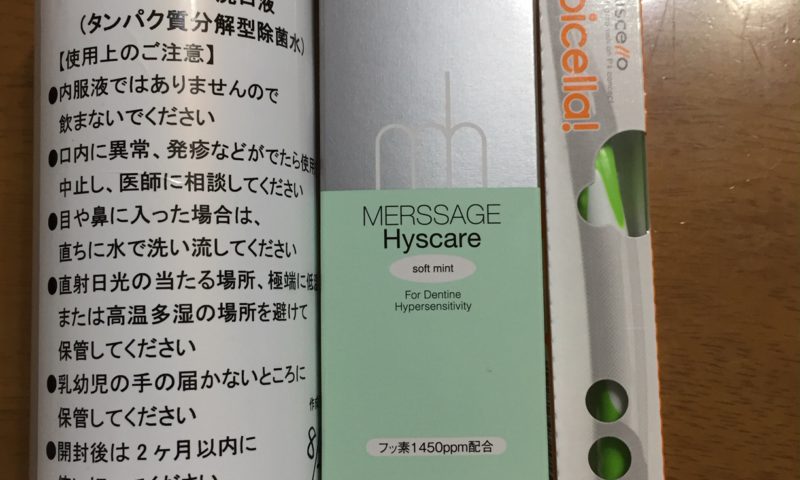 (タンパク質分解型除菌水)
【使用上のご注意】
●内服液ではありませんので
飲まないでください
●口内に異常、発疹などがでたら使用
中止し、医師に相談してください
●目や鼻に入った場合は、
直ちに水で洗い流してください
●直射日光の当たる場所、極端に低温
または高温多湿の場所を避けて
保管してください
●乳幼児の手の届かないところに
保管してください
●開封後は2ヶ月以内に
MERSSAGE
Hyscare
soft mint
For Dentine
Hypersensitivity
フッ素1450ppm配合
picella!